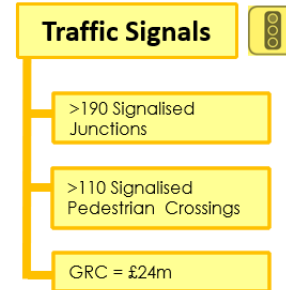 Traffic Signals
>190 Signalised
Junctions
>110 Signalised
Pedestrian Crossings
GRC = £24m